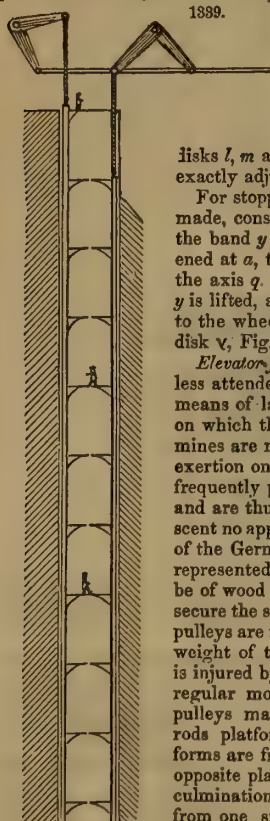 1339.
disks l, m a
exactly adj
For stopp
made, cons
the band y
ened at a, t
the axis q.
y is lifted, a
to the whee
disk v, Fig.
Elevator,
less attende
means of la
on which th
mines are r
exertion on
frequently p
and are thu
scent no app
of the Germ
represented
be of wood
secure the s
pulleys are
weight of t
is injured b
regular mo
pulleys ma
rods platfor
forms are fr
opposite pla
culmination
from one s